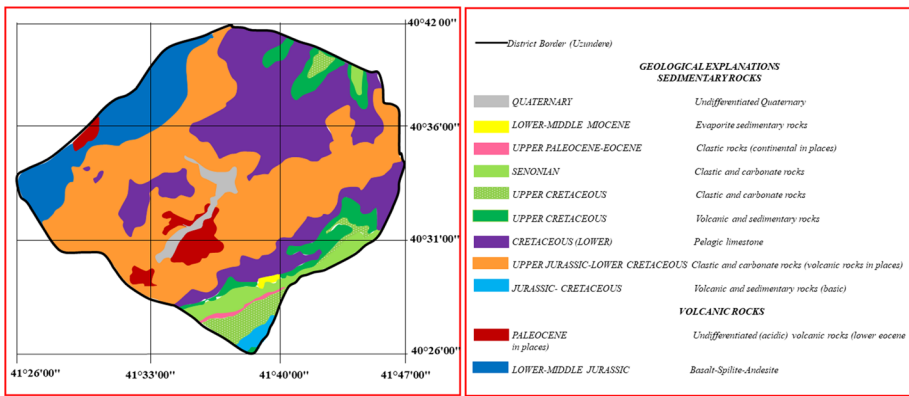 40°42'00''
40°36'00''
40°31'00''
40°26'00''
41°26'00'' 41°33'00'' 41°40'00'' 41°47'00''
District Border (Uzundere)
GEOLOGICAL EXPLANATIONS
SEDIMENTARY ROCKS
QUATERNARY Undifferentiated Quaternary
LOWER-MIDDLE MIOCENE Evaporite sedimentary rocks
UPPER PALEOCENE-EOCENE Clastic rocks (continental in places)
SENONIAN Clastic and carbonate rocks
UPPER CRETACEOUS Clastic and carbonate rocks
UPPER CRETACEOUS Volcanic and sedimentary rocks
CRETACEOUS (LOWER) Pelagic limestone
UPPER JURASSIC-LOWER CRETACEOUS Clastic and carbonate rocks (volcanic rocks in places)
JURASSIC- CRETACEOUS Volcanic and sedimentary rocks (basic)
VOLCANIC ROCKS
PALEOCENE Undifferentiated (acidic) volcanic rocks (lower eocene
in places)
LOWER-MIDDLE JURASSIC Basalt-Spilite-Andesite